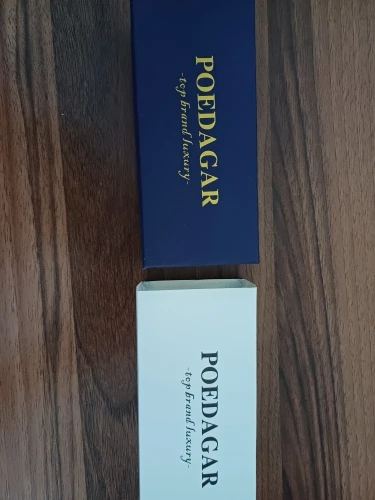 POEDAGAR
-top brand luxury-
POEDAGAR
-top brand luxury-